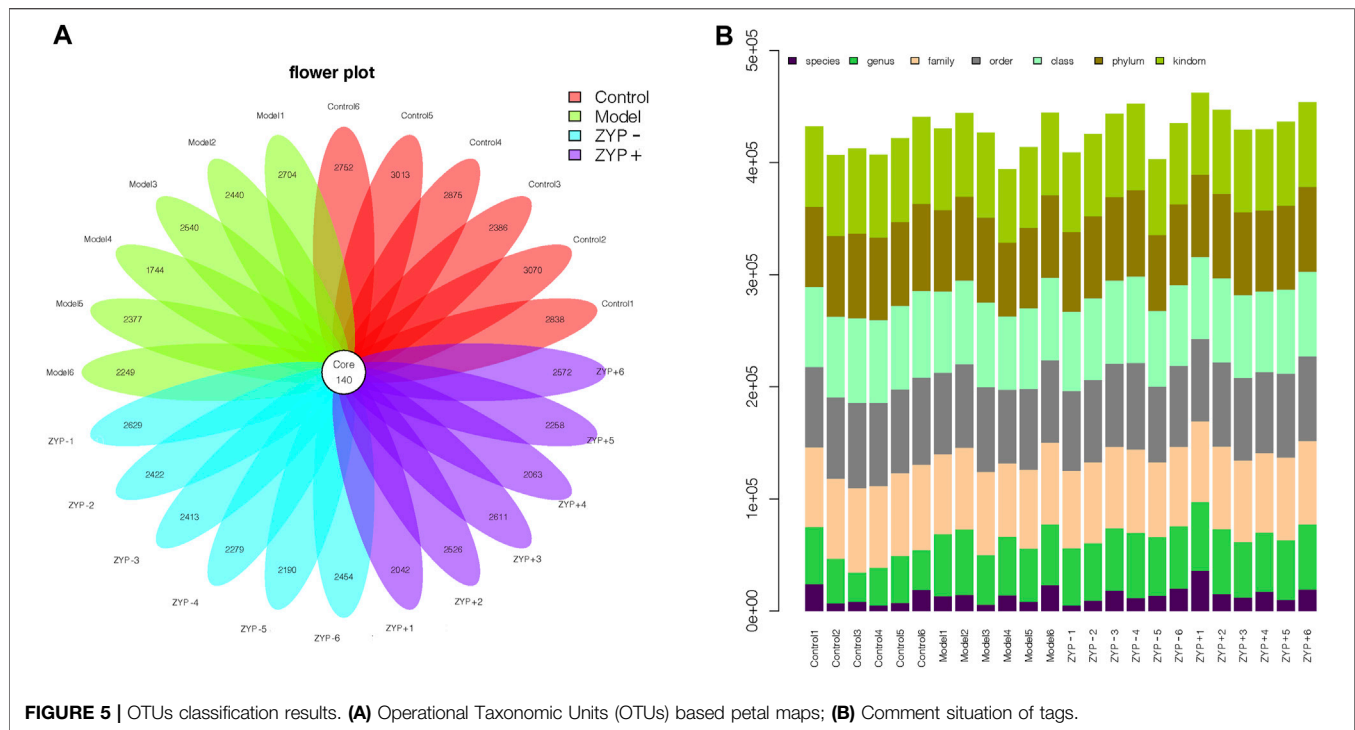 A
flower plot
Control
Model
ZYP -
ZYP +
Control6
Control5
Control4
Control3
Control2
Control1
ZYP+6
ZYP+5
ZYP+4
ZYP+3
ZYP+2
ZYP+1
ZYP-6
ZYP-5
ZYP-4
ZYP-3
ZYP-2
ZYP-1
Model6
Model5
Model4
Model3
Model2
Model1
2752
3013
2875
2386
3070
2838
2572
2258
2063
2611
2526
2042
2454
2190
2279
2413
2422
2629
2249
2377
1744
2540
2440
2704
Core
140
B
species genus family order class phylum kindom
5e+05
4e+05
3e+05
2e+05
1e+05
0e+00
Control1
Control2
Control3
Control4
Control5
Control6
Model1
Model2
Model3
Model4
Model5
Model6
ZYP-1
ZYP-2
ZYP-3
ZYP-4
ZYP-5
ZYP-6
ZYP+1
ZYP+2
ZYP+3
ZYP+4
ZYP+5
ZYP+6
FIGURE 5 | OTUs classification results. (A) Operational Taxonomic Units (OTUs) based petal maps; (B) Comment situation of tags.